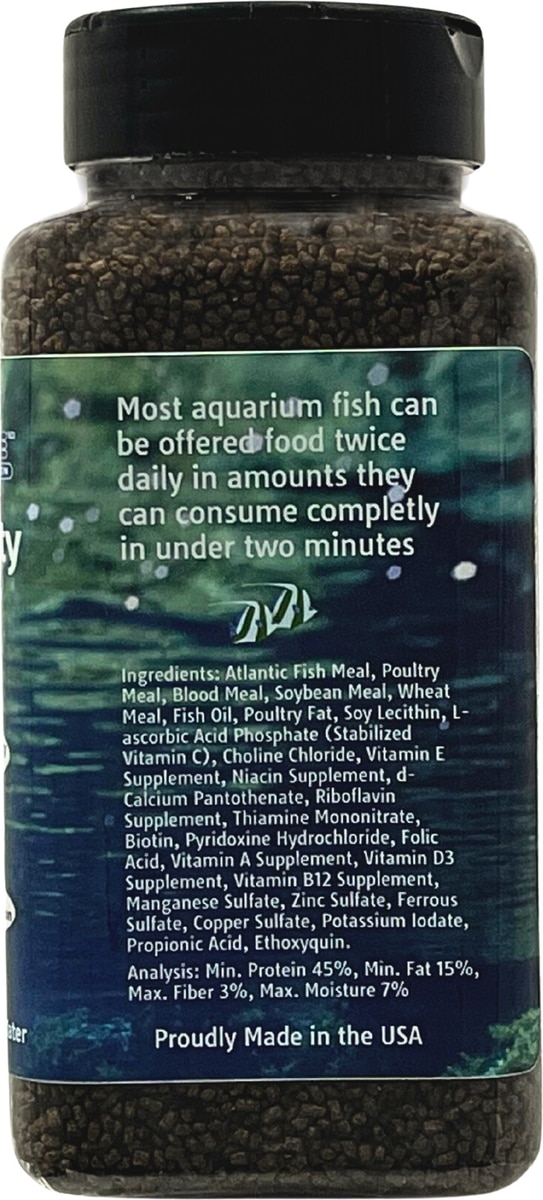 Most aquarium fish can
be offered food twice
daily in amounts they
can consume completly
in under two minutes
Ingredients: Atlantic Fish Meal, Poultry
Meal, Blood Meal, Soybean Meal, Wheat
Meal, Fish Oil, Poultry Fat, Soy Lecithin, L-
ascorbic Acid Phosphate (Stabilized
Vitamin C), Choline Chloride, Vitamin E
Supplement, Niacin Supplement, d-
Calcium Pantothenate, Riboflavin
Supplement, Thiamine Mononitrate,
Biotin, Pyridoxine Hydrochloride, Folic
Acid, Vitamin A Supplement, Vitamin D3
Supplement, Vitamin B12 Supplement,
Manganese Sulfate, Zinc Sulfate, Ferrous
Sulfate, Copper Sulfate, Potassium Iodate,
Propionic Acid, Ethoxyquin.
Analysis: Min. Protein 45%, Min. Fat 15%,
Max. Fiber 3%, Max. Moisture 7%
Proudly Made in the USA